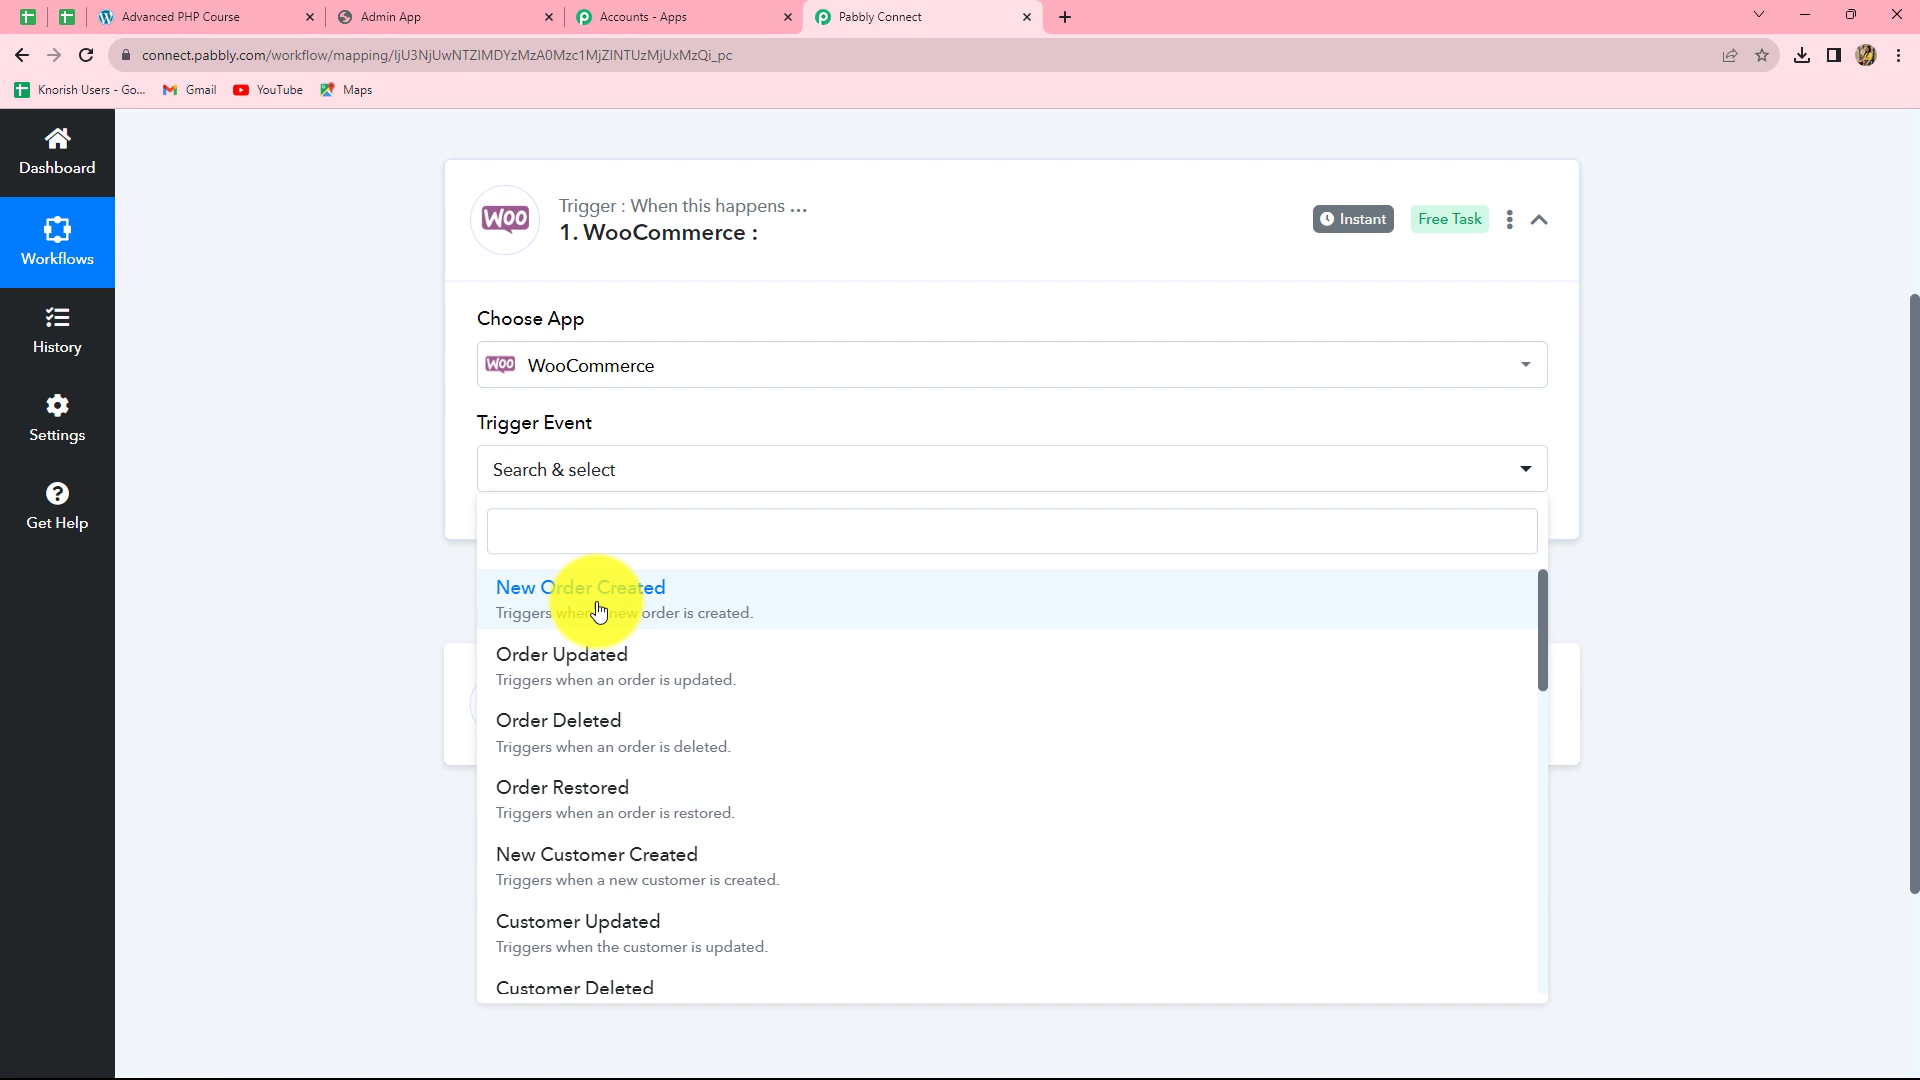 Advanced PHP Course
Admin App
Accounts - Apps
Pabbly Connect
connect.pabbly.com/workflow/mapping/IjU3NjUwNTZlMDYzMzA0Mzc1MjZlNTUzMjUxMzQi_pc
Knorish Users - Go...
Gmail
YouTube
Maps
Dashboard
Workflows
History
Settings
Get Help
WOO
Trigger : When this happens ...
1. WooCommerce :
Instant
Free Task
Choose App
WOO
WooCommerce
Trigger Event
Search & select
New Order Created
Triggers when a new order is created.
Order Updated
Triggers when an order is updated.
Order Deleted
Triggers when an order is deleted.
Order Restored
Triggers when an order is restored.
New Customer Created
Triggers when a new customer is created.
Customer Updated
Triggers when the customer is updated.
Customer Deleted